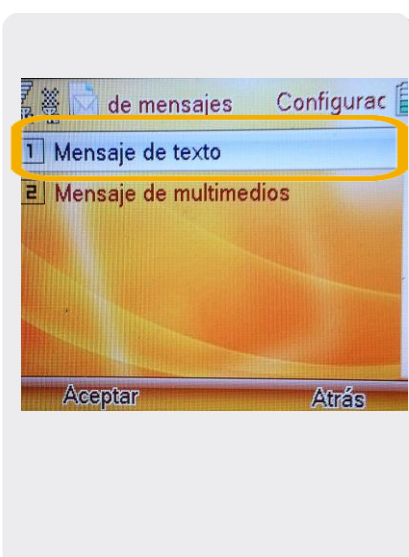 de mensajes Configurac
1 Mensaje de texto
2 Mensaje de multimedios
Aceptar Atrás